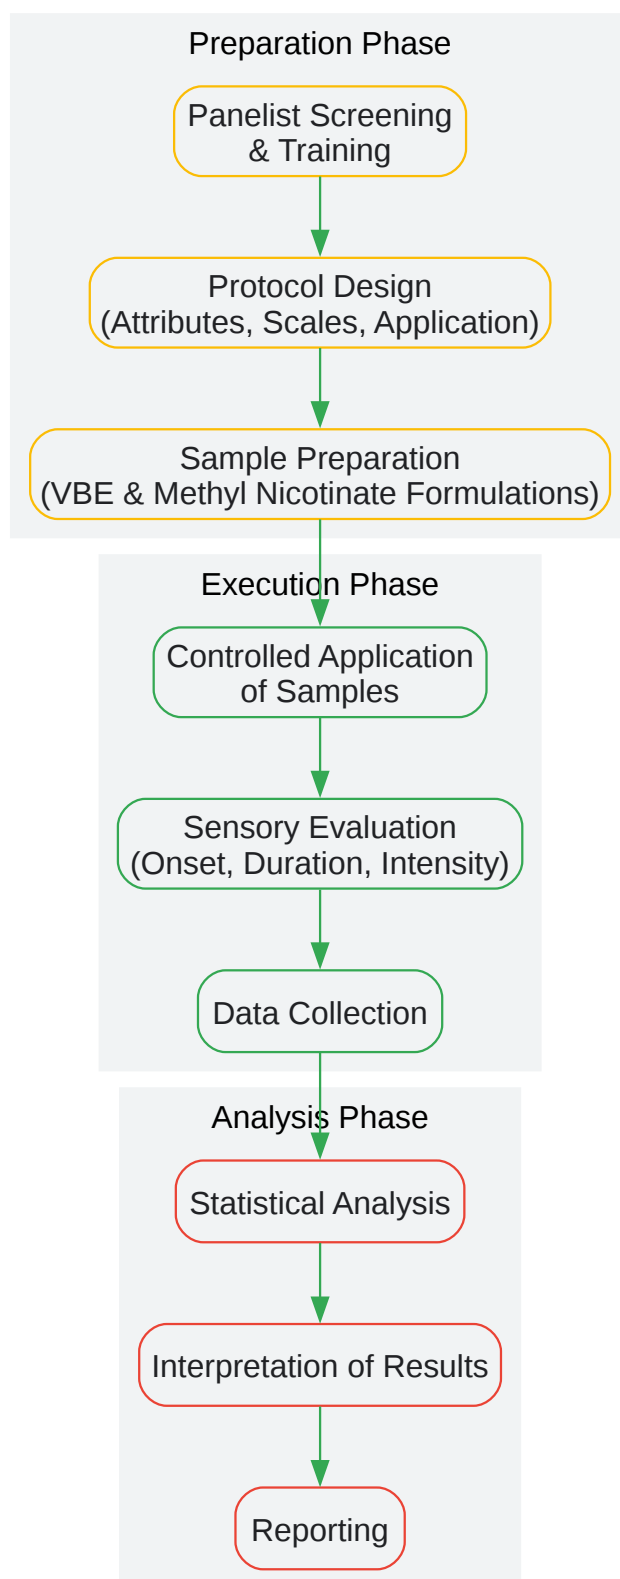 Preparation Phase
Panelist Screening
& Training
Protocol Design
(Attributes, Scales, Application)
Sample Preparation
(VBE & Methyl Nicotinate Formulations)
Execution Phase
Controlled Application
of Samples
Sensory Evaluation
(Onset, Duration, Intensity)
Data Collection
Analysis Phase
Statistical Analysis
Interpretation of Results
Reporting